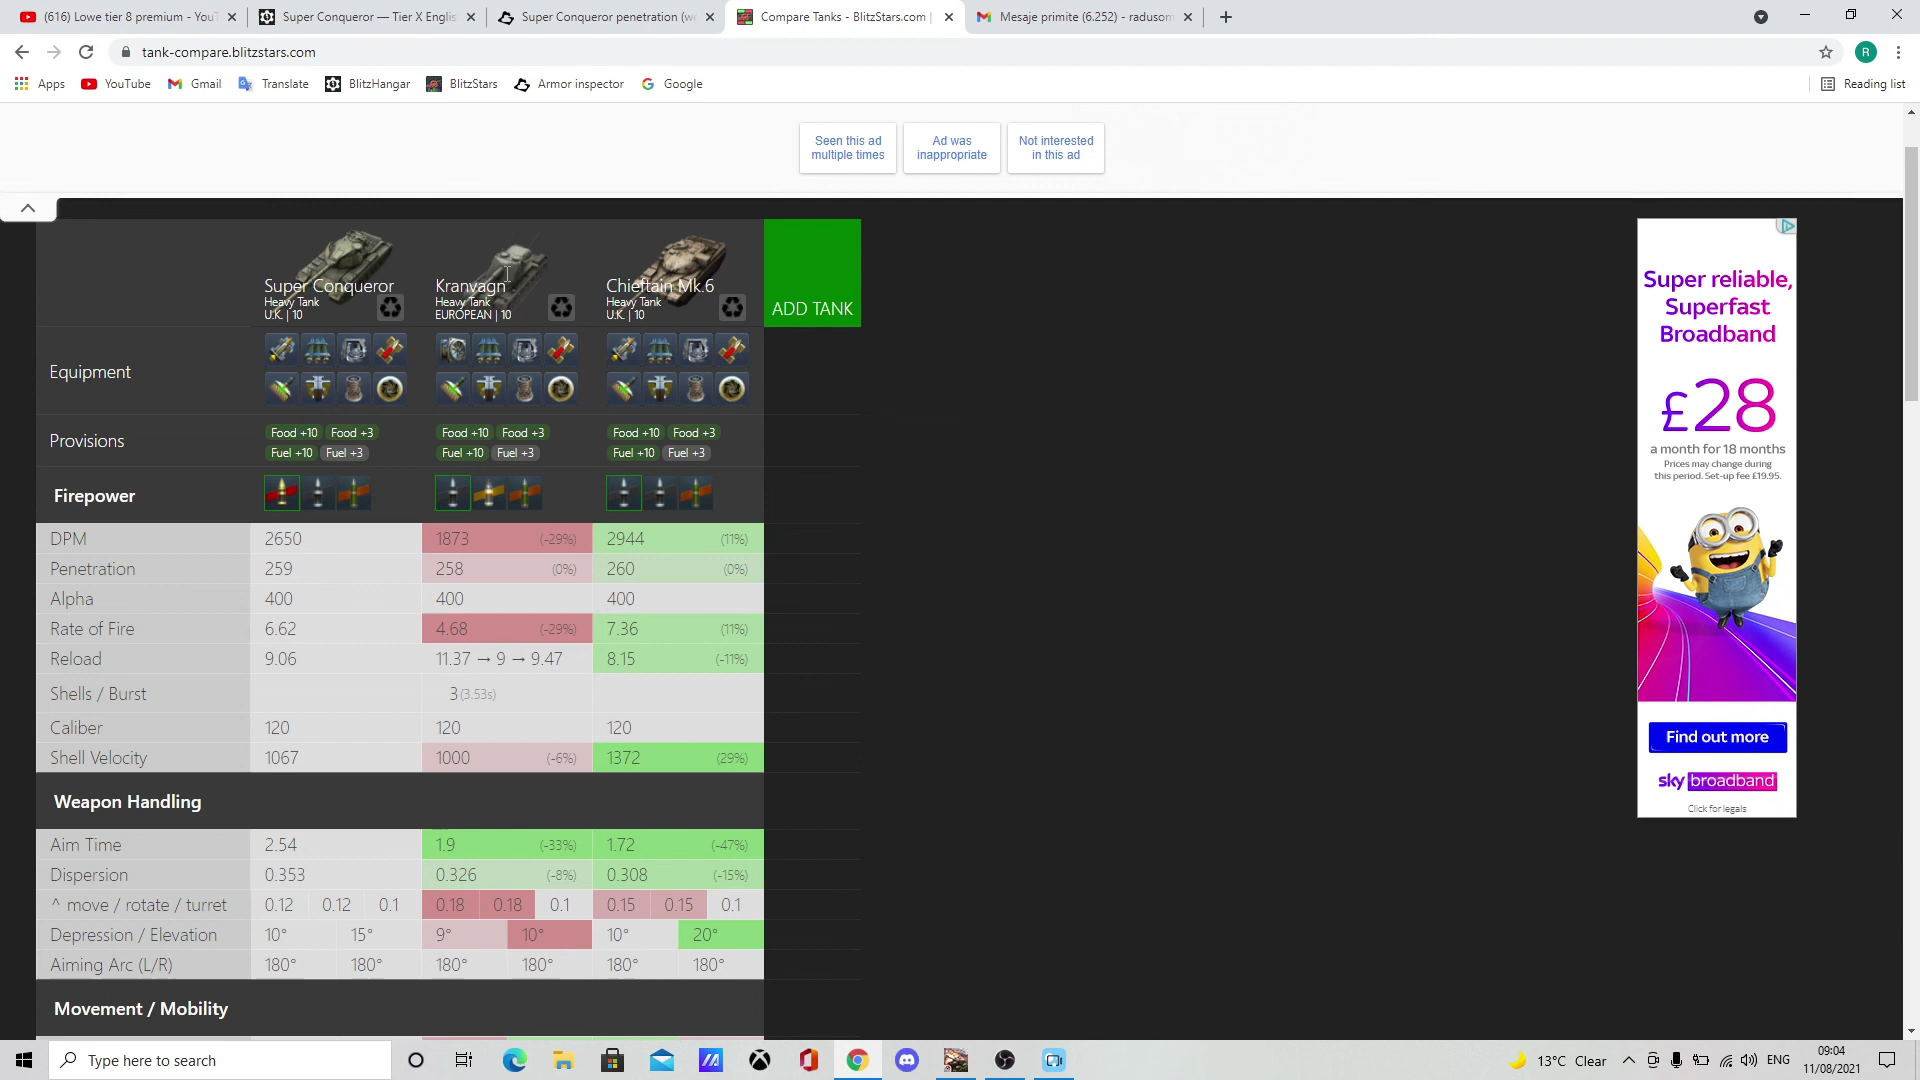 (616) Lowe tier 8 premium - YouT
Super Conqueror — Tier X Englis
Super Conqueror penetration (we
Compare Tanks - BlitzStars.com |
Mesaje primite (6.252) - radusom
tank-compare.blitzstars.com
R
Apps YouTube Gmail Translate BlitzHangar BlitzStars Armor inspector Google Reading list
Seen this ad
multiple times
Ad was
inappropriate
Not interested
in this ad
Super Conqueror
Heavy Tank
U.K. | 10
Kranvagn
Heavy Tank
EUROPEAN | 10
Chieftain Mk.6
Heavy Tank
U.K. | 10
ADD TANK
Equipment
Provisions
Food +10 Food +3 Food +10 Food +3 Food +10 Food +3
Fuel +10 Fuel +3 Fuel +10 Fuel +3 Fuel +10 Fuel +3
Firepower
DPM 2650 1873 (-29%) 2944 (11%)
Penetration 259 258 (0%) 260 (0%)
Alpha 400 400 400
Rate of Fire 6.62 4.68 (-29%) 7.36 (11%)
Reload 9.06 11.37 → 9 → 9.47 8.15 (-11%)
Shells / Burst 3 (3.53s)
Caliber 120 120 120
Shell Velocity 1067 1000 (-6%) 1372 (29%)
Weapon Handling
Aim Time 2.54 1.9 (-33%) 1.72 (-47%)
Dispersion 0.353 0.326 (-8%) 0.308 (-15%)
^ move / rotate / turret 0.12 0.12 0.1 0.18 0.18 0.1 0.15 0.15 0.1
Depression / Elevation 10° 15° 9° 10° 10° 20°
Aiming Arc (L/R) 180° 180° 180° 180° 180° 180°
Movement / Mobility
Super reliable,
Superfast
Broadband
£28
a month for 18 months
Prices may change during
this period. Set-up fee £19.95.
Find out more
sky broadband
Click for legals
Type here to search
13°C Clear
ENG
09:04
11/08/2021